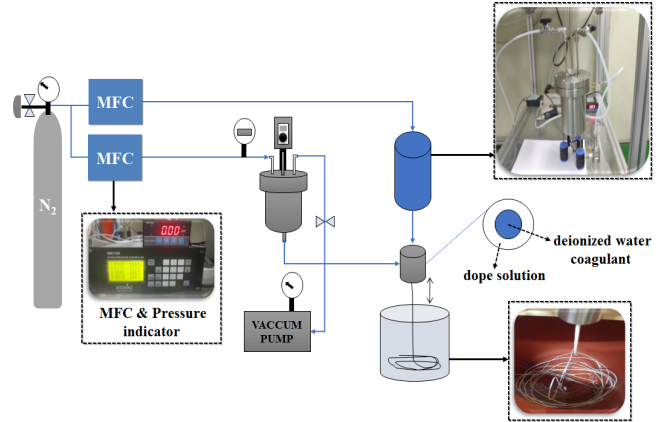 MFC
MFC
N2
0.00
MFC & Pressure
indicator
VACCUM
PUMP
deionized water
coagulant
dope solution